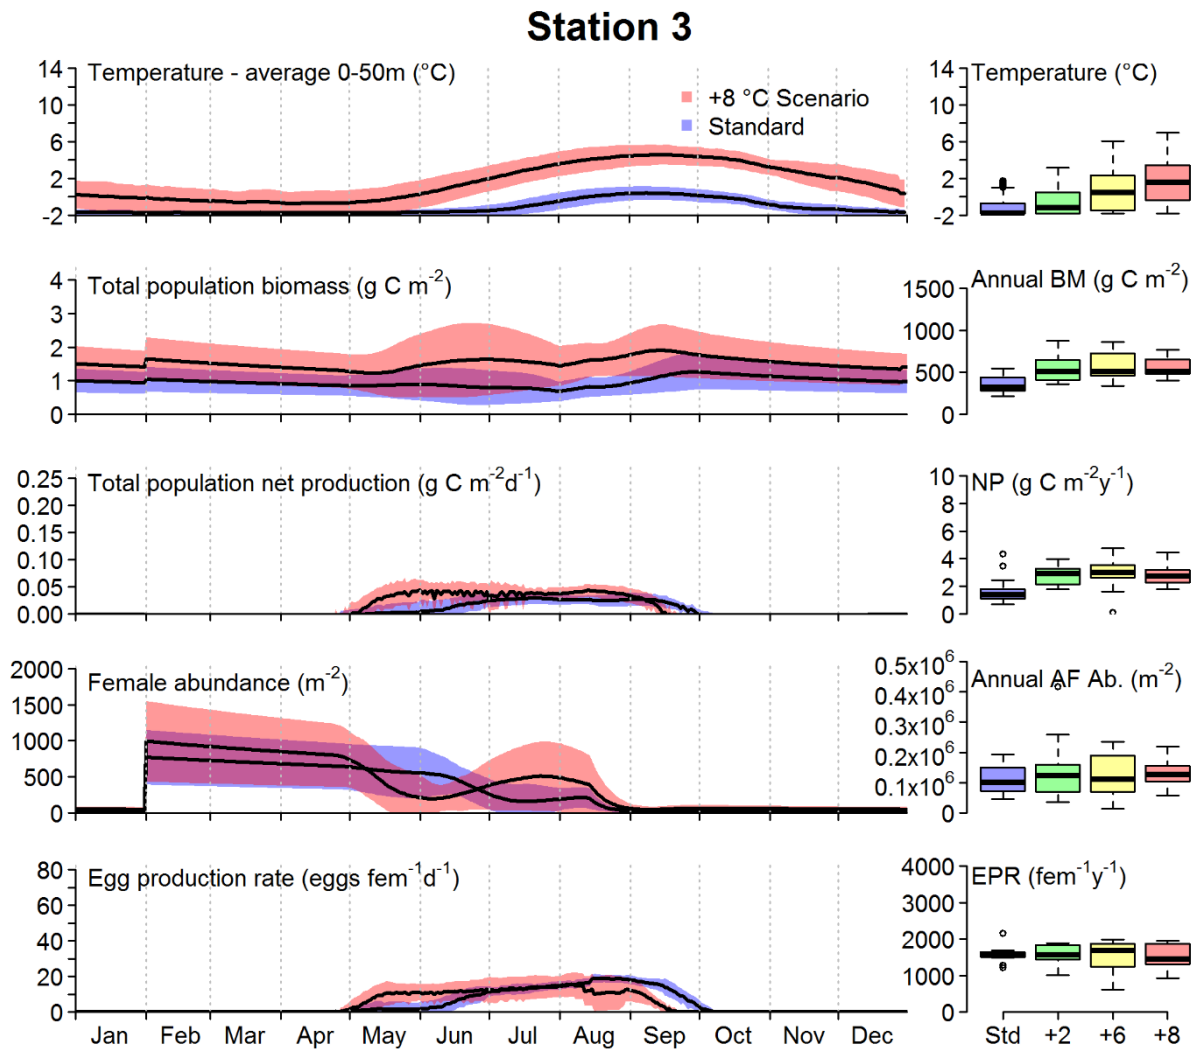 Station 3
Temperature - average 0-50m (°C)
+8 °C Scenario
Standard
14
10
6
2
-2
Temperature (°C)
14
10
6
2
-2
Total population biomass (g C m⁻²)
4
3
2
1
0
Annual BM (g C m⁻²)
1500
1000
500
0
Total population net production (g C m⁻²d⁻¹)
0.25
0.20
0.15
0.10
0.05
0.00
NP (g C m⁻²y⁻¹)
10
8
6
4
2
0
Female abundance (m⁻²)
2000
1500
1000
500
0
Annual AF Ab. (m⁻²)
0.5x10⁶
0.4x10⁶
0.3x10⁶
0.2x10⁶
0.1x10⁶
0
Egg production rate (eggs fem⁻¹d⁻¹)
80
60
40
20
0
EPR (fem⁻¹y⁻¹)
4000
3000
2000
1000
0
Jan Feb Mar Apr May Jun Jul Aug Sep Oct Nov Dec
Std +2 +6 +8